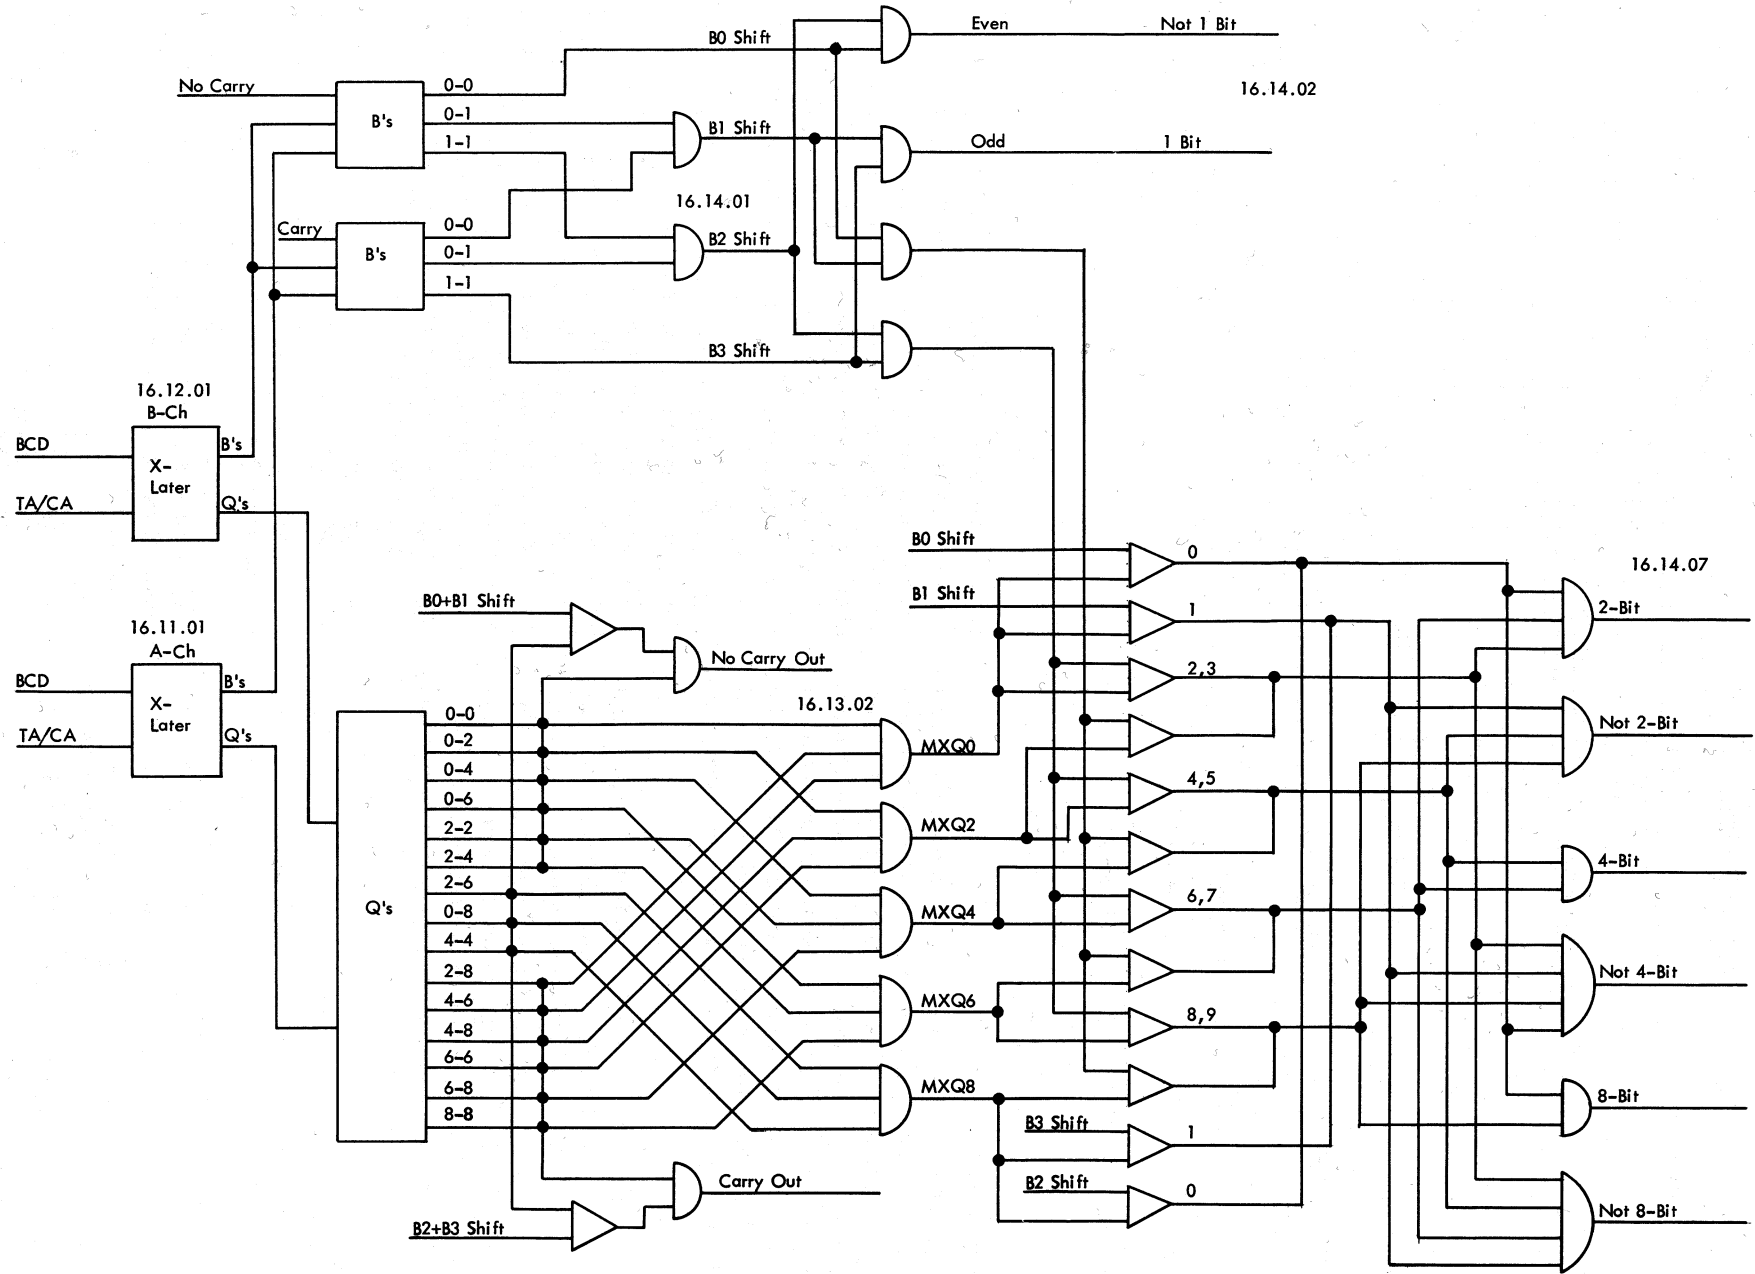 Even Not 1 Bit
B0 Shift
No Carry
0-0
16.14.02
B's
0-1
B1 Shift
1-1
Odd 1 Bit
16.14.01
Carry
0-0
B2 Shift
B's
0-1
1-1
B3 Shift
16.12.01
B-Ch
BCD
B's
X-
Later
TA/CA
Q's
B0 Shift
0
16.14.07
B0+B1 Shift
B1 Shift
1
2-Bit
16.11.01
A-Ch
No Carry Out
2,3
BCD
B's
X-
Later
TA/CA
Q's
16.13.02
0-0
Not 2-Bit
0-2
MXQ0
0-4
4,5
0-6
2-2
MXQ2
2-4
4-Bit
2-6
6,7
Q's
0-8
MXQ4
4-4
2-8
Not 4-Bit
4-6
MXQ6
8,9
4-8
6-6
6-8
MXQ8
8-Bit
8-8
B3 Shift
1
Carry Out
B2 Shift
0
B2+B3 Shift
Not 8-Bit